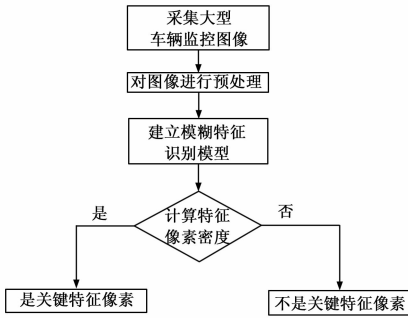 采集大型
车辆监控图像
对图像进行预处理
建立模糊特征
识别模型
计算特征
像素密度
是
否
是关键特征像素
不是关键特征像素